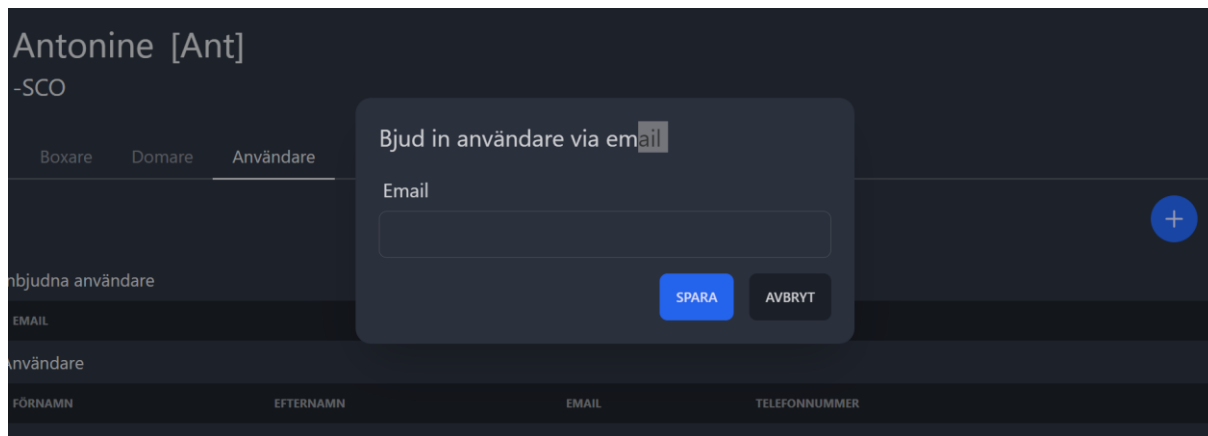 Antonine [Ant]
-SCO
Boxare Domare Användare
Bjud in användare via email
Email
SPARA AVBRYT
nbjudna användare
EMAIL
Användare
FÖRNAMN EFTERNAMN EMAIL TELEFONNUMMER